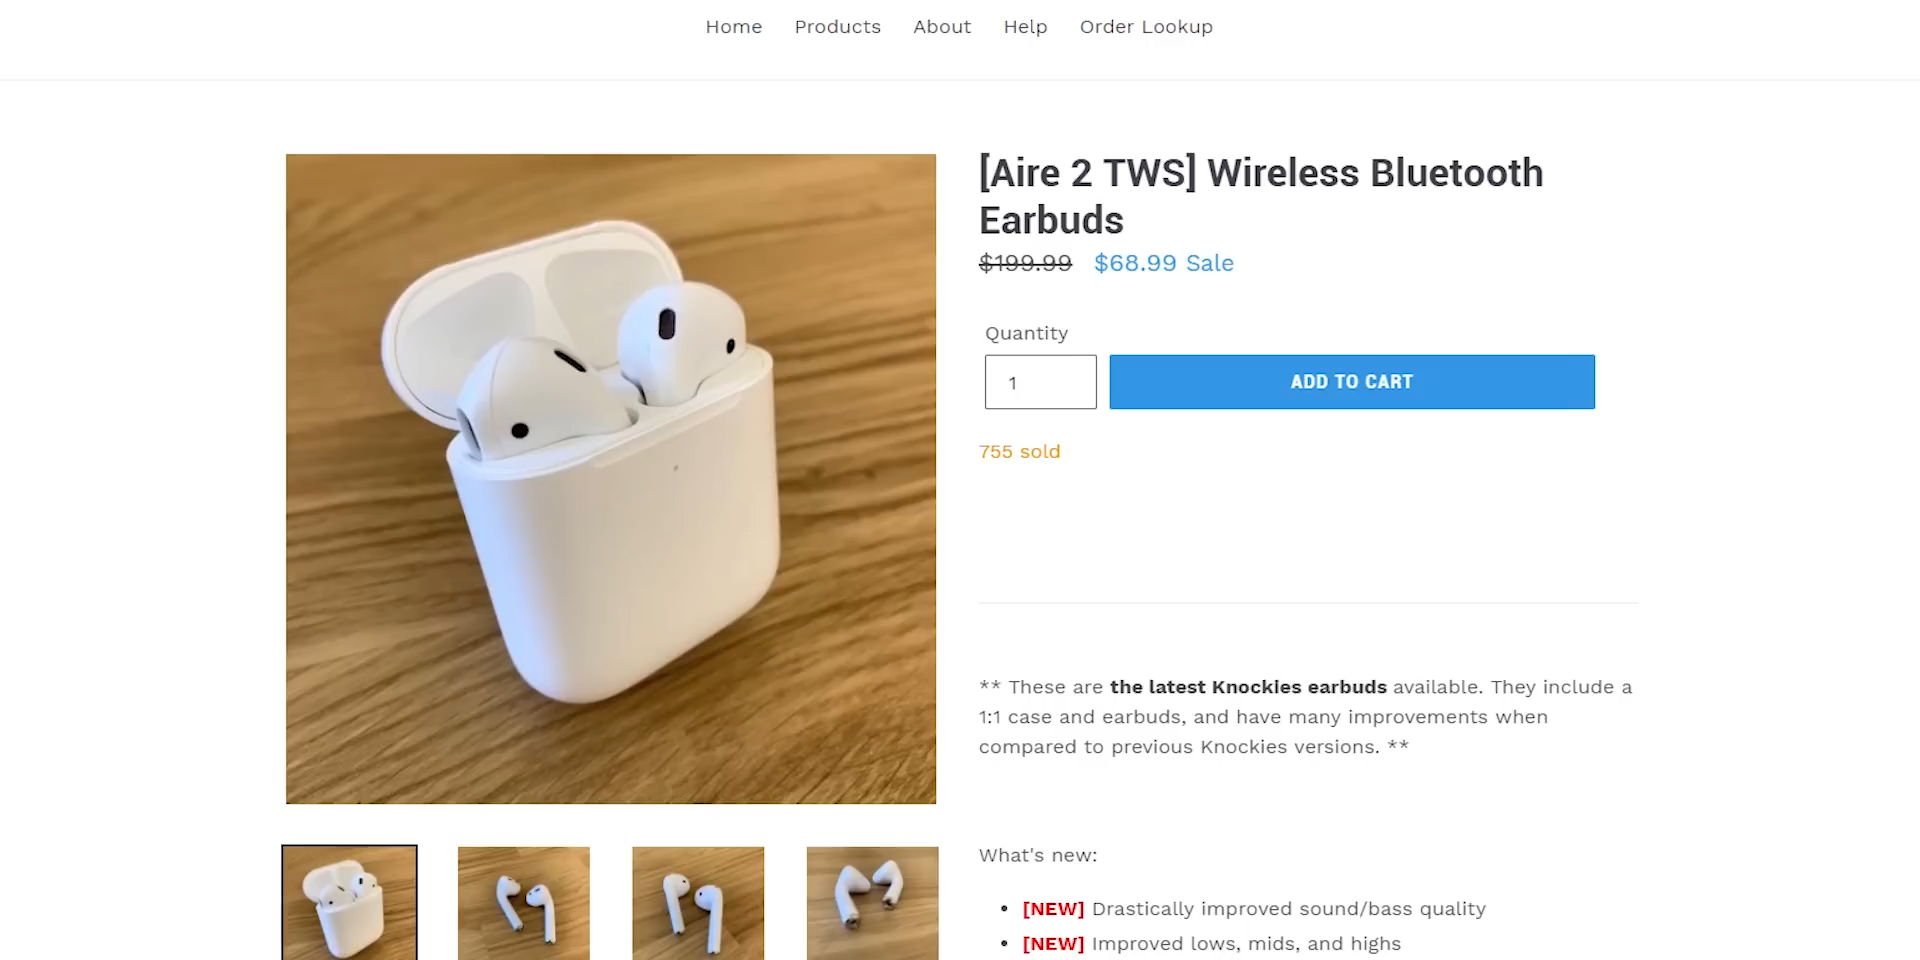 Home Products About Help Order Lookup
[Aire 2 TWS] Wireless Bluetooth
Earbuds
$199.99 $68.99 Sale
Quantity
1 ADD TO CART
755 sold
** These are the latest Knockies earbuds available. They include a
1:1 case and earbuds, and have many improvements when
compared to previous Knockies versions. **
What's new:
• [NEW] Drastically improved sound/bass quality
• [NEW] Improved lows, mids, and highs